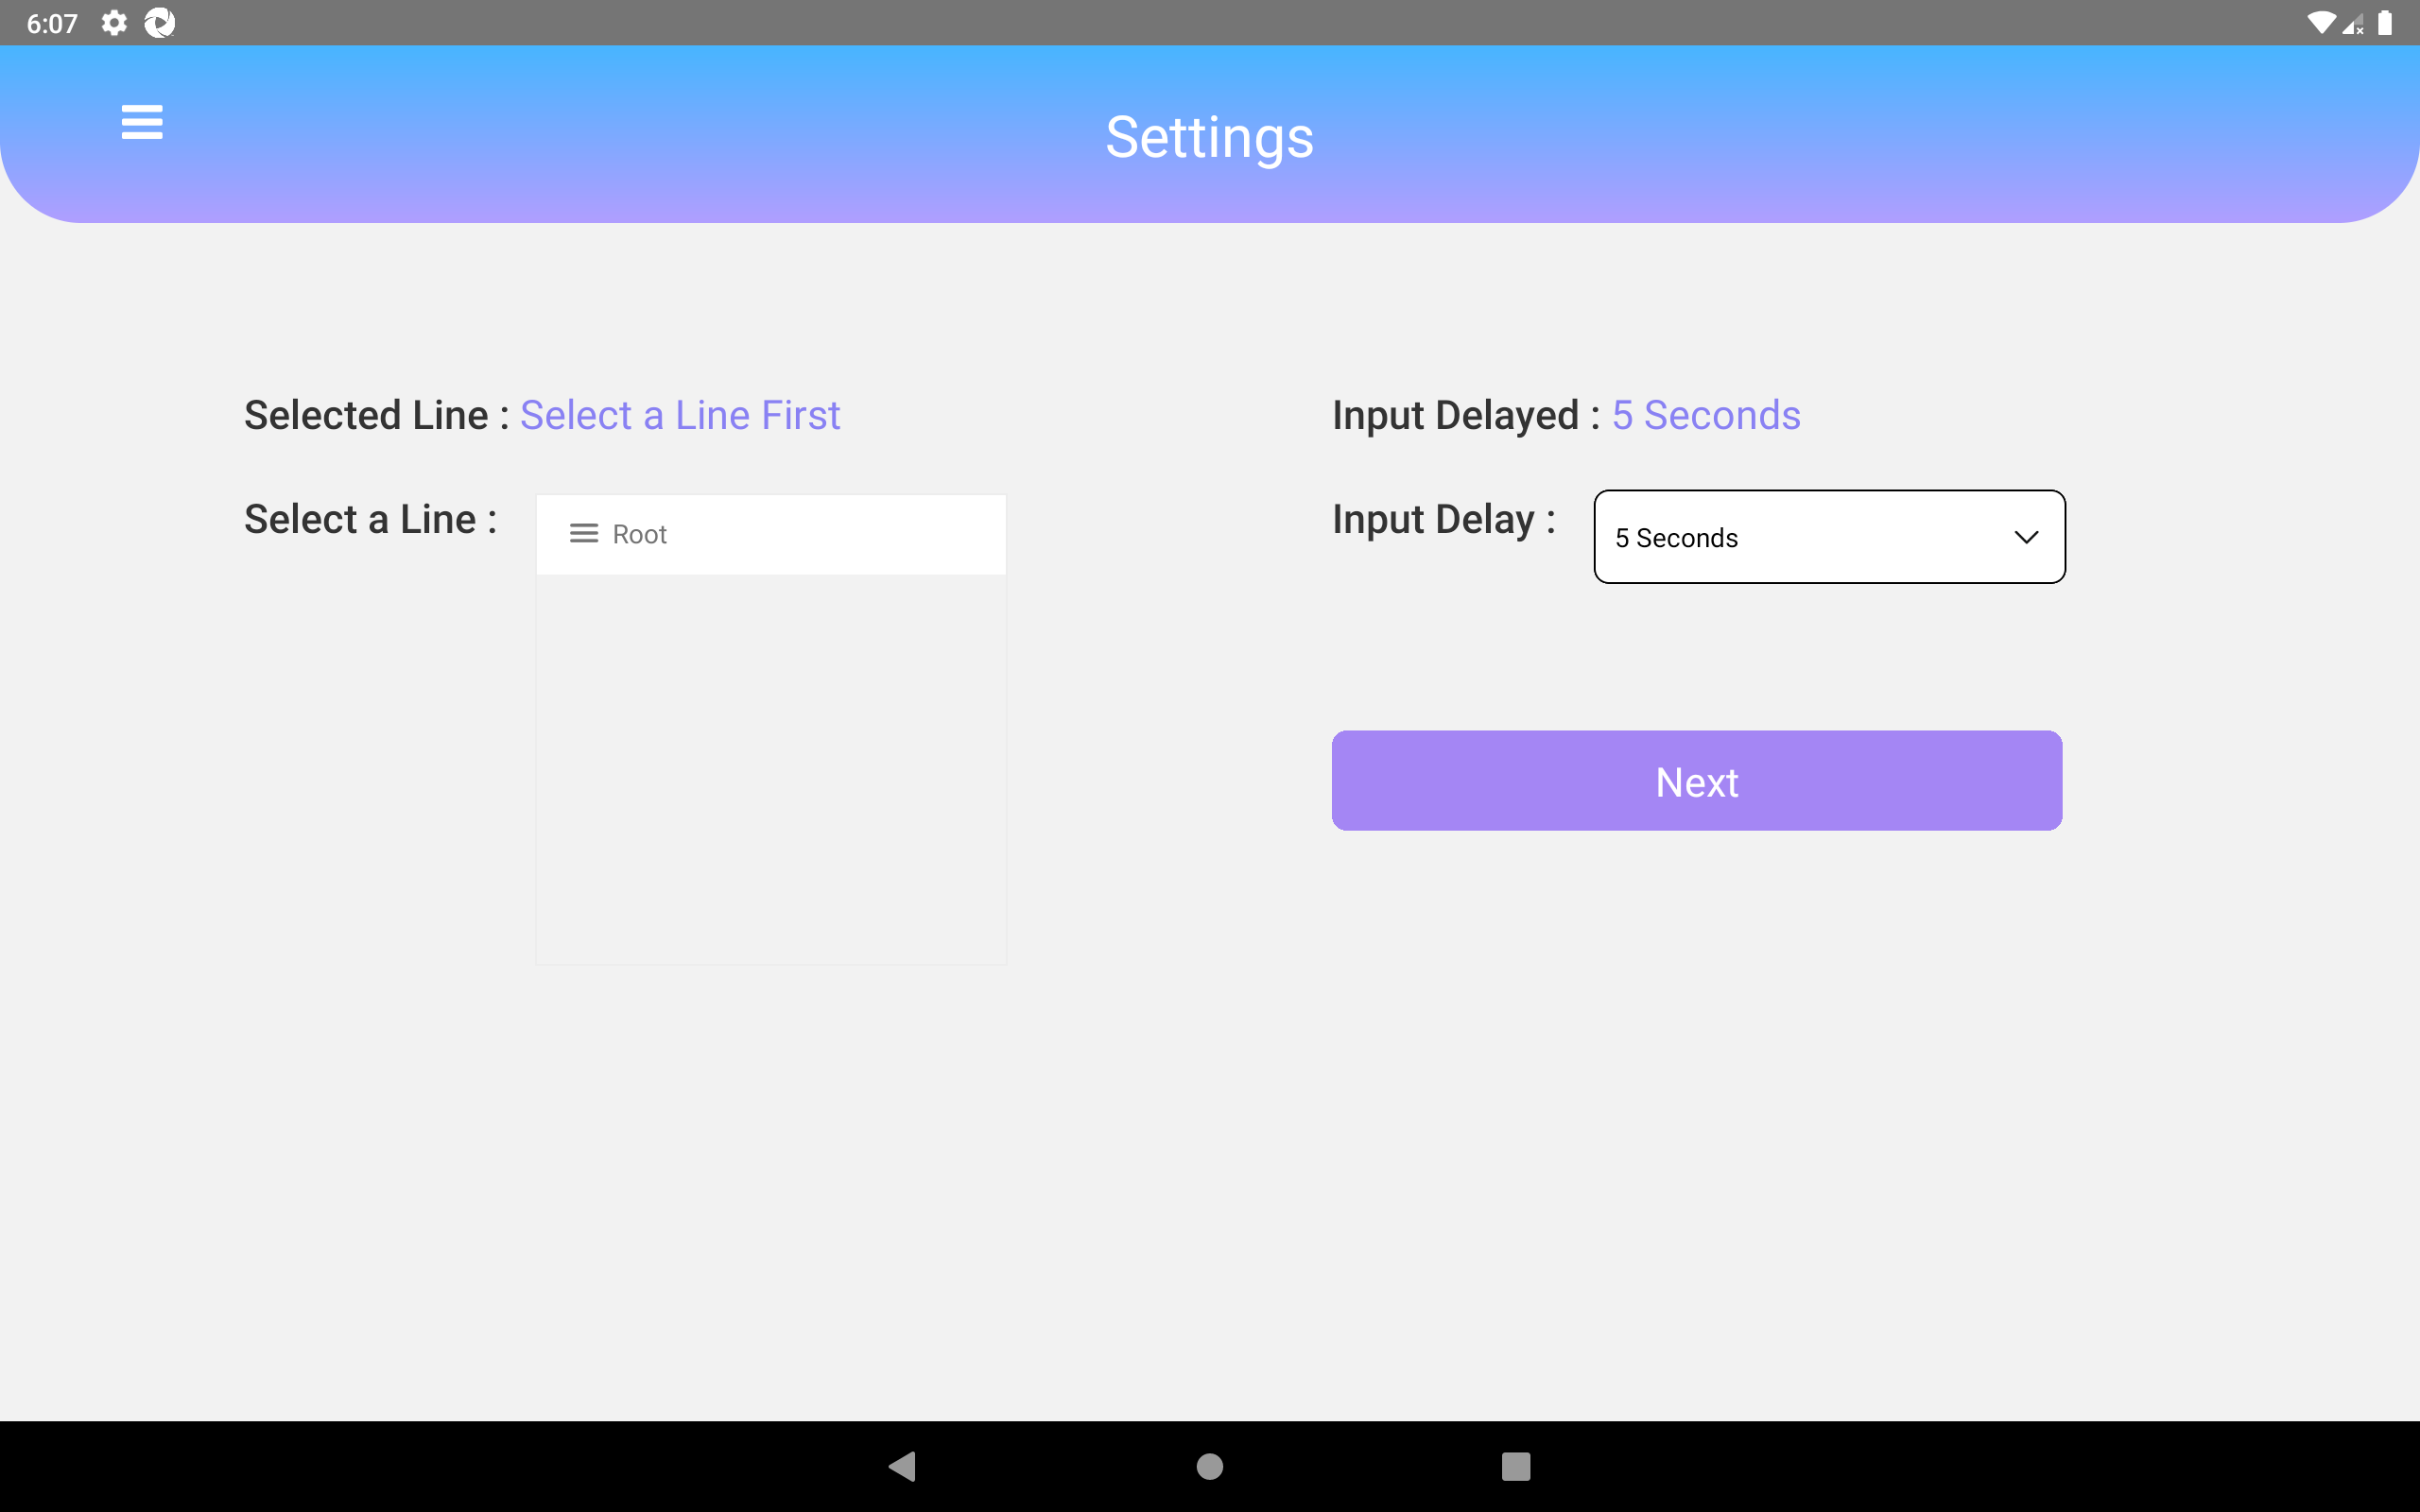 6:07
Settings
Selected Line : Select a Line First
Select a Line :
Root
Input Delayed : 5 Seconds
Input Delay :
5 Seconds
Next